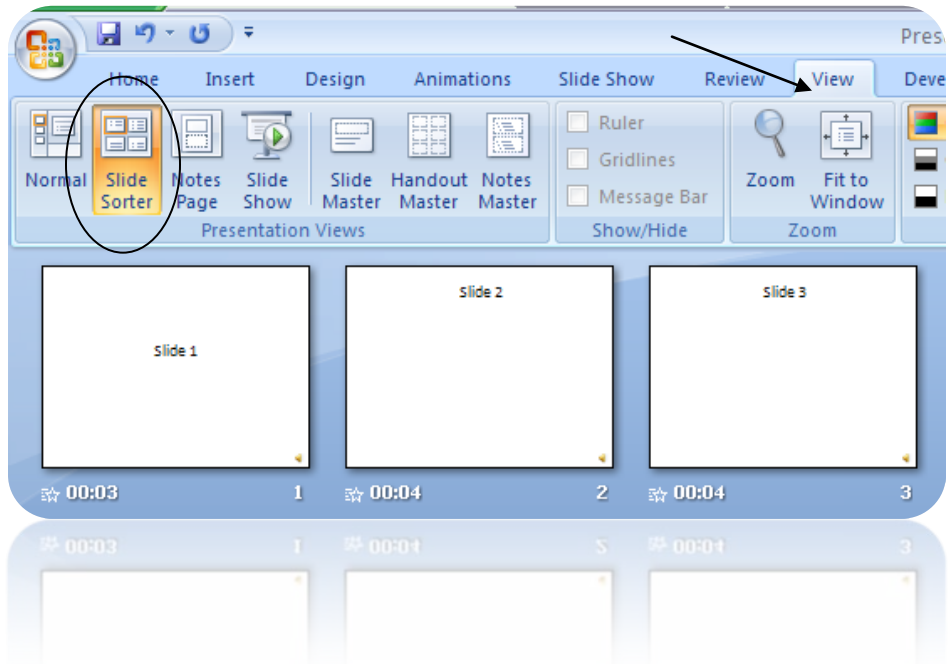 Pres
Home Insert Design Animations Slide Show Review View Deve
Normal Slide Sorter Notes Page Slide Show Slide Master Handout Master Notes Master
Ruler
Gridlines
Message Bar
Zoom Fit to Window
Presentation Views Show/Hide Zoom
Slide 1
Slide 2
Slide 3
00:03 1 00:04 2 00:04 3